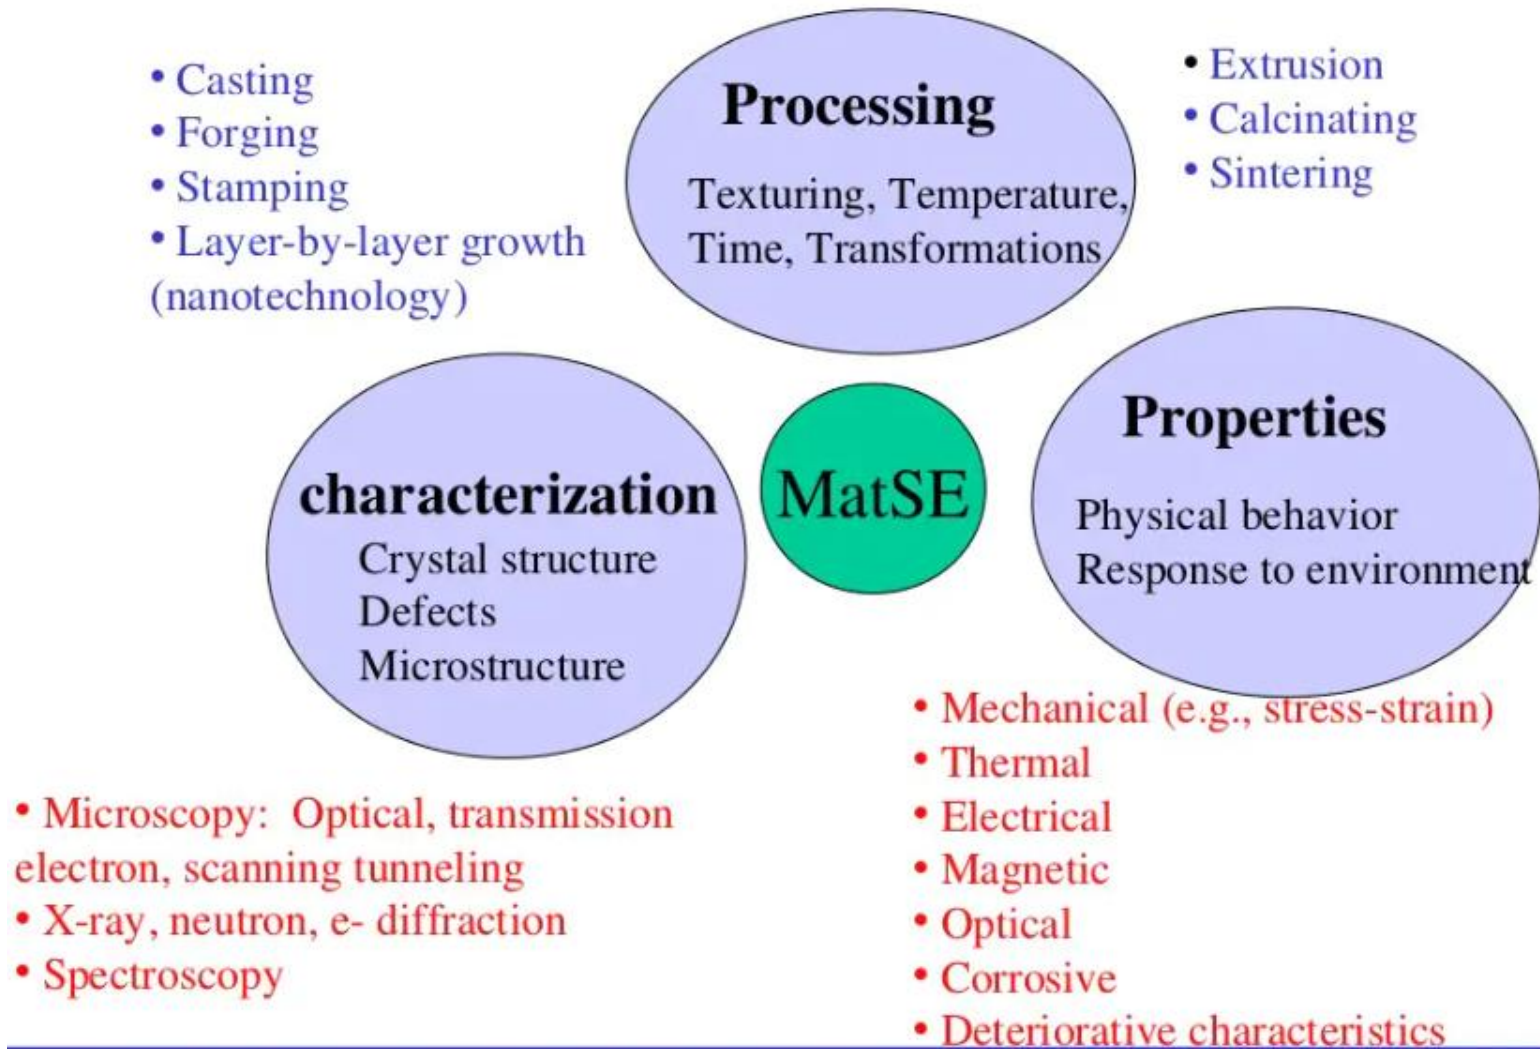 • Casting
• Forging
• Stamping
• Layer-by-layer growth
(nanotechnology)
Processing
Texturing, Temperature,
Time, Transformations
• Extrusion
• Calcinating
• Sintering
characterization
Crystal structure
Defects
Microstructure
MatSE
Properties
Physical behavior
Response to environment
• Microscopy:  Optical, transmission
electron, scanning tunneling
• X-ray, neutron, e- diffraction
• Spectroscopy
• Mechanical (e.g., stress-strain)
• Thermal
• Electrical
• Magnetic
• Optical
• Corrosive
• Deteriorative characteristics